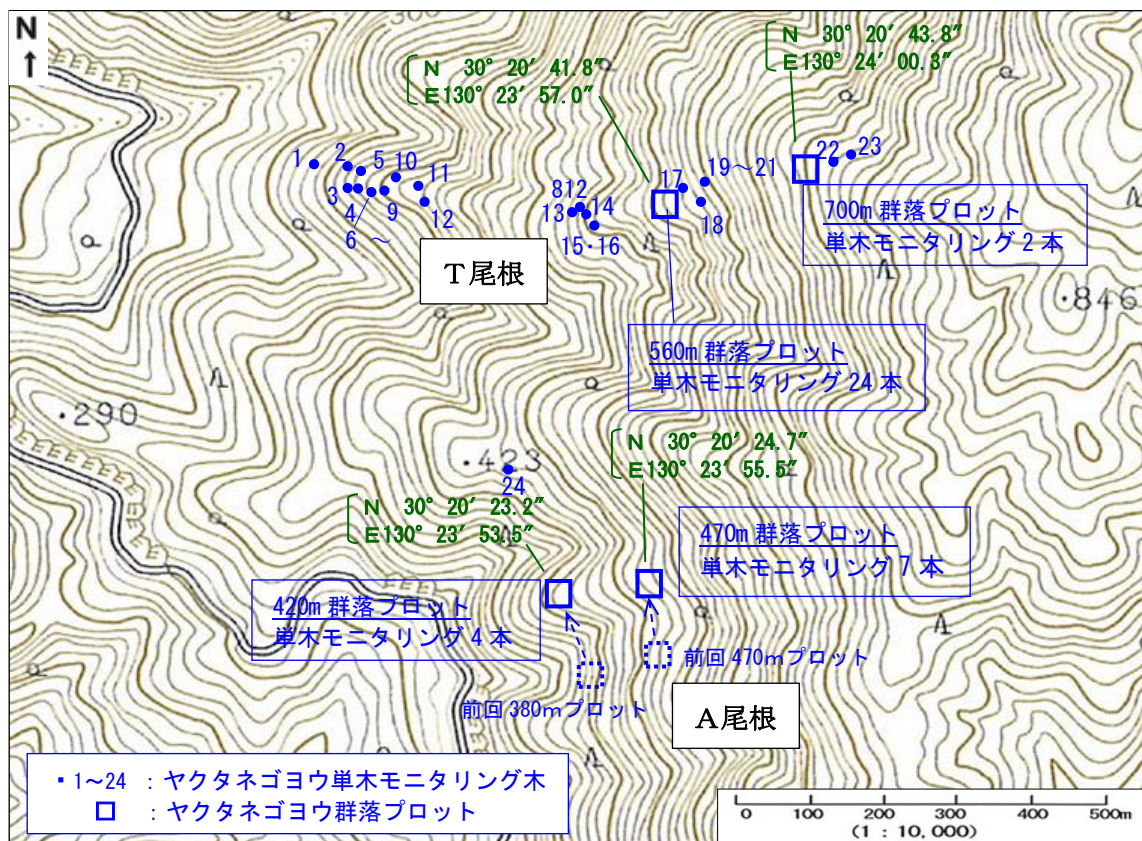 N
↑
N 30° 20′ 41.8″
E130° 23′ 57.0″
N 30° 20′ 43.8″
E130° 24′ 00.3″
1
2
5
10
11
3
4
9
12
6 ～
812
13
14
15・16
17
19～21
18
22
23
700m 群落プロット
単木モニタリング 2 本
T尾根
・846
560m 群落プロット
単木モニタリング 24 本
・290
N 30° 20′ 24.7″
E130° 23′ 55.5″
・423
24
N 30° 20′ 23.2″
E130° 23′ 53.5″
470m 群落プロット
単木モニタリング 7 本
420m 群落プロット
単木モニタリング 4 本
前回 470mプロット
前回 380mプロット
A尾根
・1～24 ：ヤクタネゴヨウ単木モニタリング木
□ ：ヤクタネゴヨウ群落プロット
0 100 200 300 400 500m
(1 : 10,000)